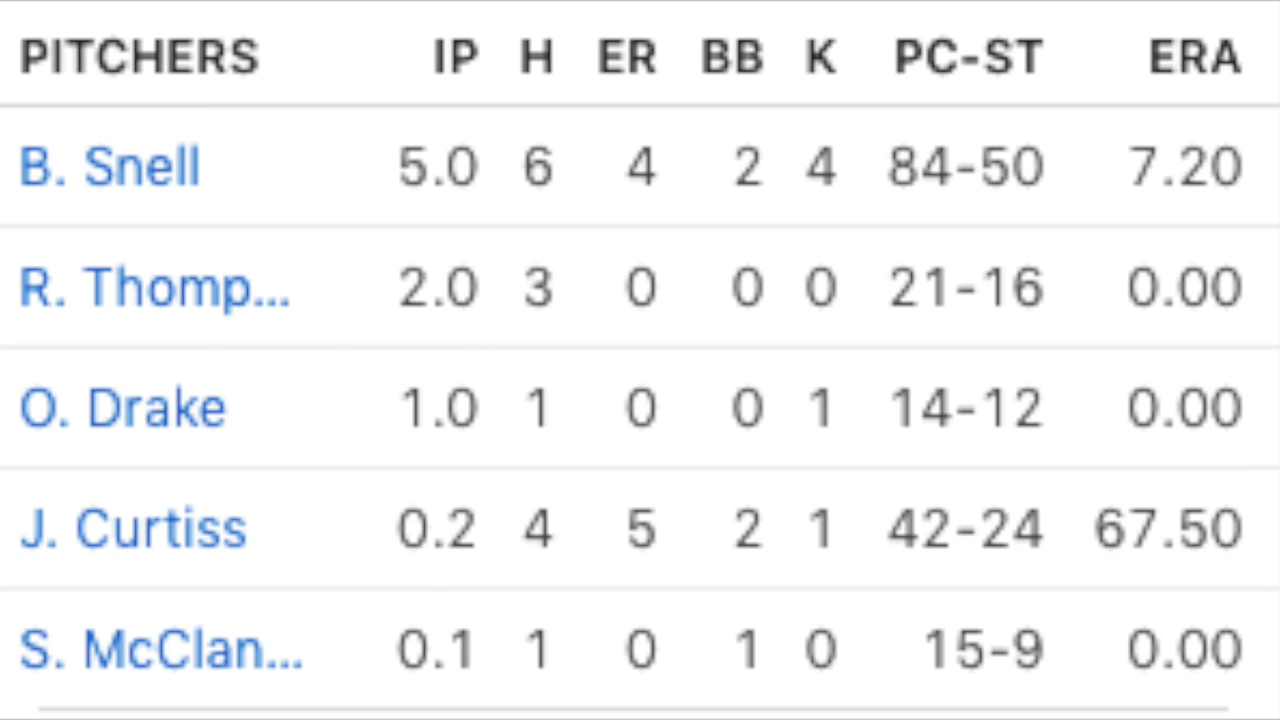 PITCHERS IP H ER BB K PC-ST ERA
B. Snell 5.0 6 4 2 4 84-50 7.20
R. Thomp... 2.0 3 0 0 0 21-16 0.00
O. Drake 1.0 1 0 0 1 14-12 0.00
J. Curtiss 0.2 4 5 2 1 42-24 67.50
S. McClan... 0.1 1 0 1 0 15-9 0.00